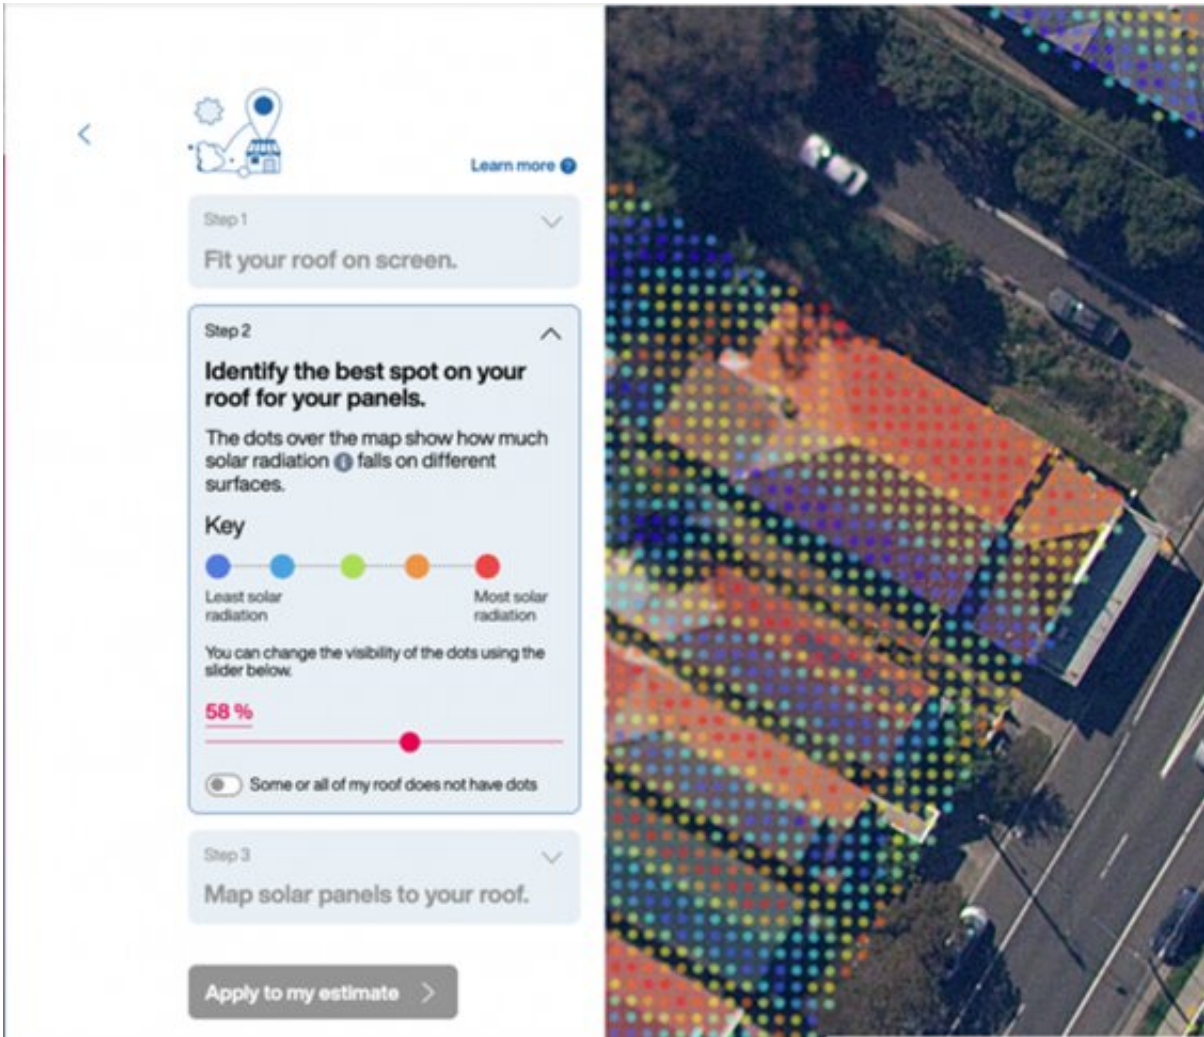 Learn more ?
Step 1
Fit your roof on screen.
Step 2
Identify the best spot on your
roof for your panels.
The dots over the map show how much
solar radiation i falls on different
surfaces.
Key
Least solar
radiation
Most solar
radiation
You can change the visibility of the dots using the
slider below.
58 %
Some or all of my roof does not have dots
Step 3
Map solar panels to your roof.
Apply to my estimate